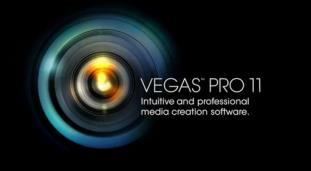 VEGAS™ PRO 11
Intuitive and professional
media creation software.